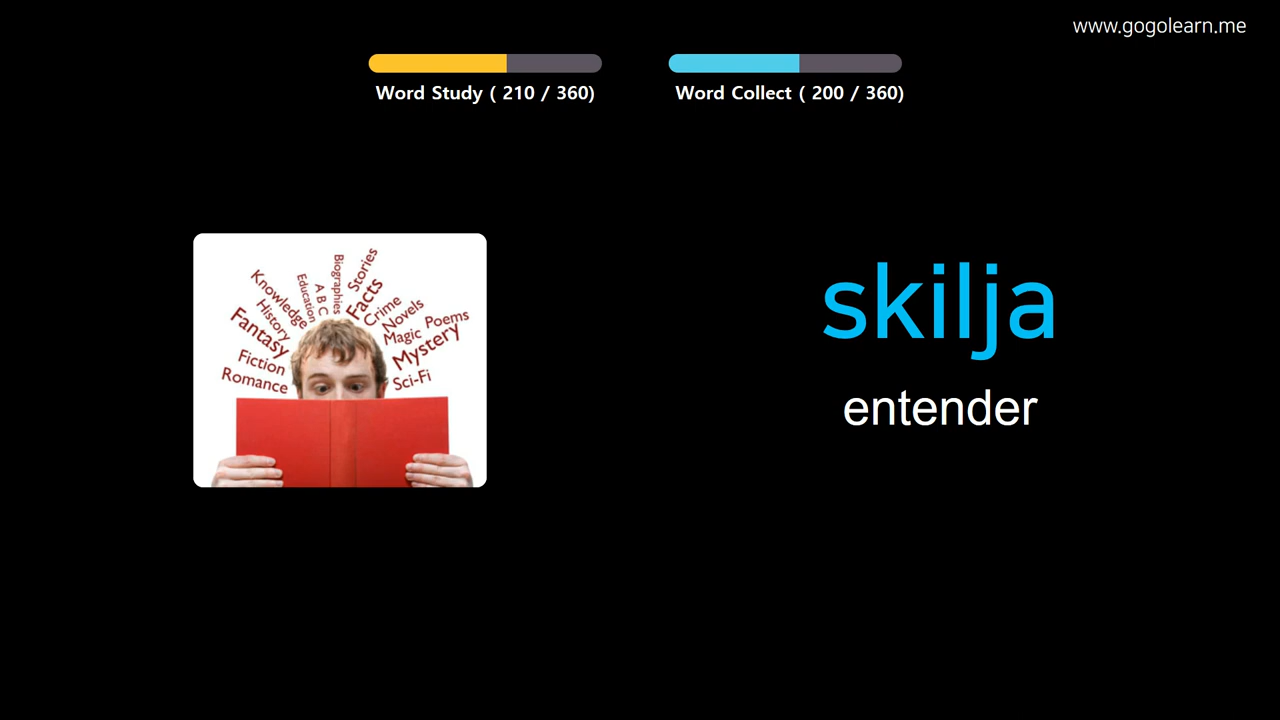 www.gogolearn.me
Word Study ( 210 / 360)
Word Collect ( 200 / 360)
Stories
Biographies
Facts
A B C
Education
Knowledge
History
Crime
Novels
Poems
Magic
Mystery
Fantasy
Fiction
Romance
Sci-Fi
skilja
entender